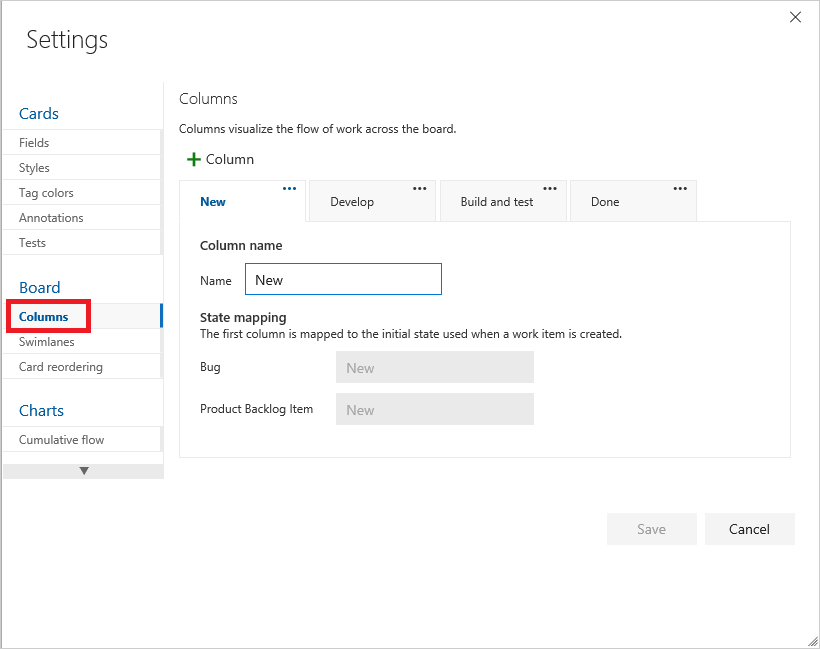 Settings
Cards
Fields
Styles
Tag colors
Annotations
Tests
Board
Columns
Swimlanes
Card reordering
Charts
Cumulative flow
Columns
Columns visualize the flow of work across the board.
+ Column
New ... Develop ... Build and test ... Done ...
Column name
Name New
State mapping
The first column is mapped to the initial state used when a work item is created.
Bug New
Product Backlog Item New
Save Cancel